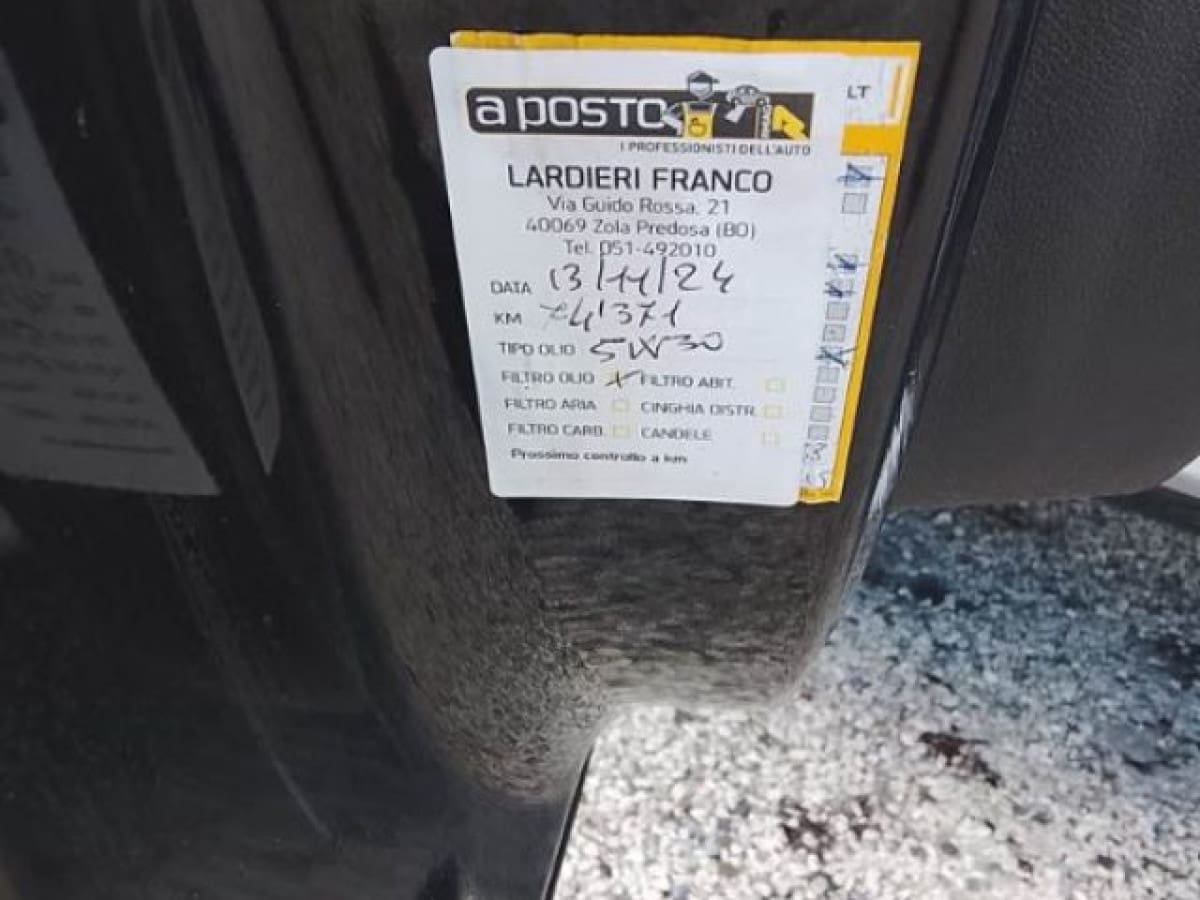 a POSTO
I PROFESSIONISTI DELL'AUTO
LT
LARDIERI FRANCO
Via Guido Rossa, 21
40069 Zola Predosa (BO)
Tel. 051-492010
DATA 13/11/24
KM 74'371
TIPO OLIO 5W30
FILTRO OLIO X FILTRO ABIT.
FILTRO ARIA CINGHIA DISTR.
FILTRO CARB. CANDELE
Prossimo controllo a km